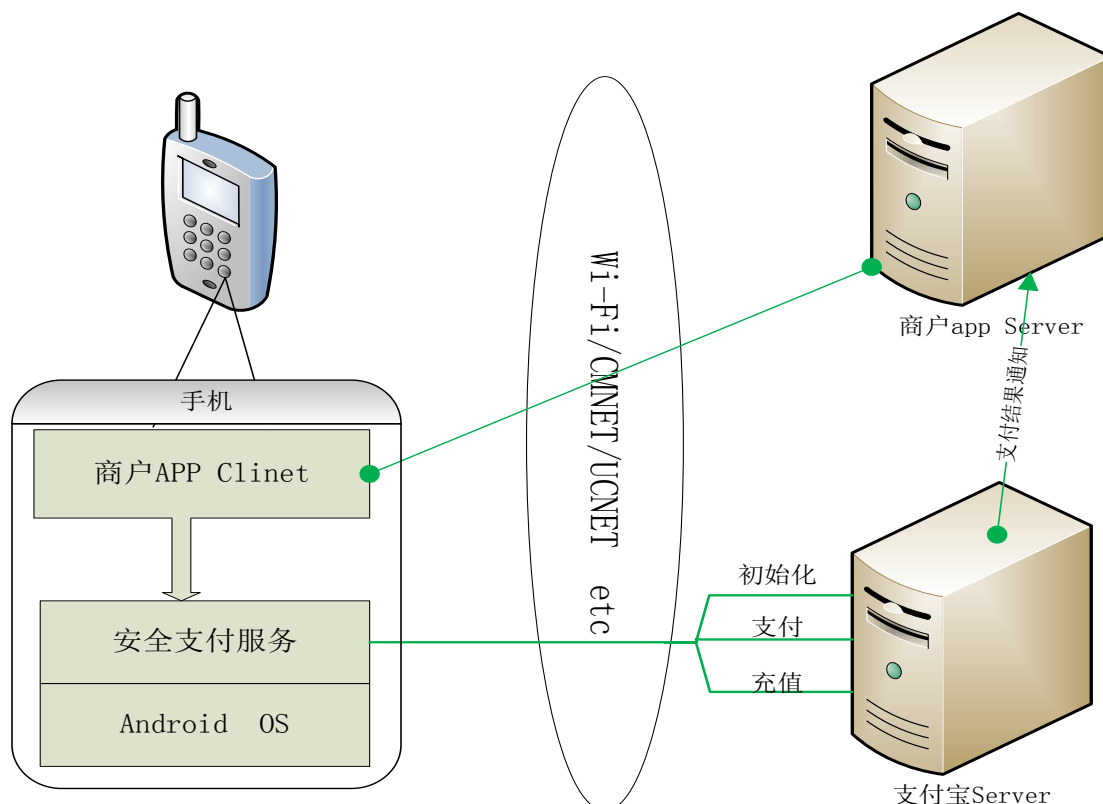 手机
商户APP Clinet
安全支付服务
Android OS
Wi-Fi/CMNET/UCNET etc
初始化
支付
充值
商户app Server
支付结果通知
支付宝Server